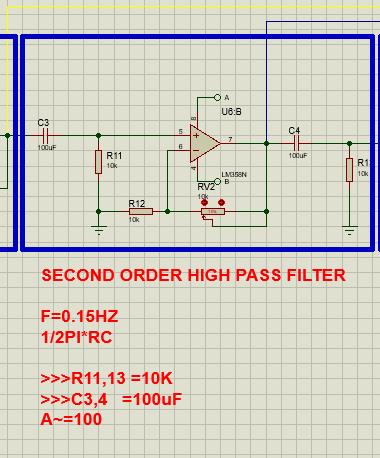 C3
100uF
R11
10k
R12
10k
8
A
U6:B
5
6
7
4
LM358N
B
RV2
10k
C4
100uF
R1
10k
SECOND ORDER HIGH PASS FILTER
F=0.15HZ
1/2PI*RC
>>>R11,13 =10K
>>>C3,4 =100uF
A~=100